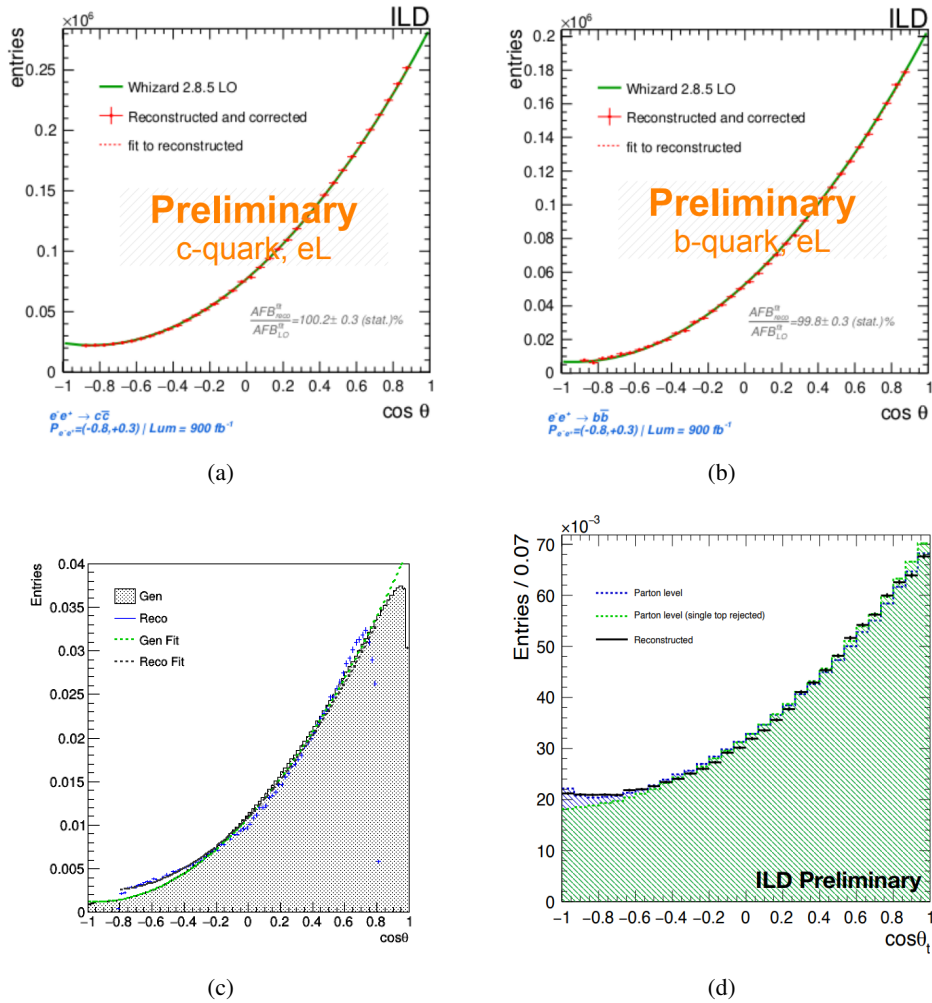 ×10⁶
ILD
entries
0.25
0.2
0.15
0.1
0.05
0
Whizard 2.8.5 LO
Reconstructed and corrected
fit to reconstructed
Preliminary
c-quark, eL
AFB^fit_reco / AFB^fit_LO =100.2± 0.3 (stat.)%
−1 −0.8 −0.6 −0.4 −0.2 0 0.2 0.4 0.6 0.8 1
cos θ
e⁻e⁺ → cc̅
P_e⁻e⁺=(-0.8,+0.3) | Lum = 900 fb⁻¹
(a)
×10⁶
ILD
entries
0.2
0.18
0.16
0.14
0.12
0.1
0.08
0.06
0.04
0.02
0
Whizard 2.8.5 LO
Reconstructed and corrected
fit to reconstructed
Preliminary
b-quark, eL
AFB^fit_reco / AFB^fit_LO =99.8± 0.3 (stat.)%
−1 −0.8 −0.6 −0.4 −0.2 0 0.2 0.4 0.6 0.8 1
cos θ
e⁻e⁺ → bb̅
P_e⁻e⁺=(-0.8,+0.3) | Lum = 900 fb⁻¹
(b)
Entries
0.04
0.035
0.03
0.025
0.02
0.015
0.01
0.005
0
Gen
Reco
Gen Fit
Reco Fit
-1 -0.8 -0.6 -0.4 -0.2 0 0.2 0.4 0.6 0.8 1
cosθ
(c)
×10⁻³
Entries / 0.07
70
60
50
40
30
20
10
0
Parton level
Parton level (single top rejected)
Reconstructed
ILD Preliminary
-1 -0.8 -0.6 -0.4 -0.2 0 0.2 0.4 0.6 0.8 1
cosθ_t
(d)